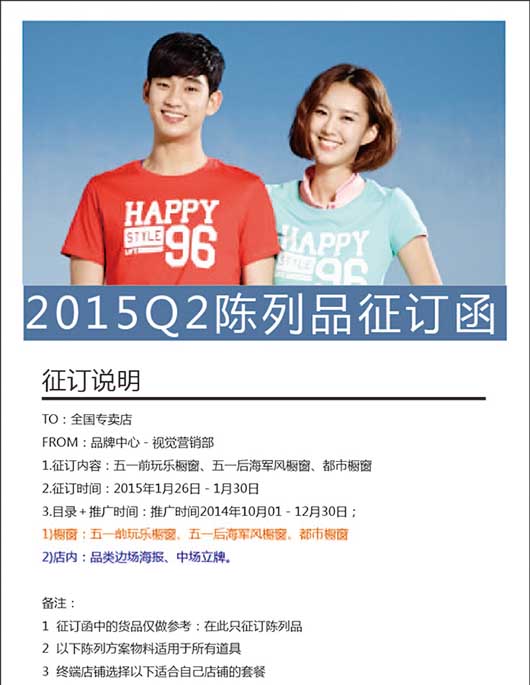 HAPPY
STYLE
96
LIFE
HAPPY
STYLE
96
2015Q2陈列品征订函
征订说明
TO：全国专卖店
FROM：品牌中心－视觉营销部
1.征订内容：五一前玩乐橱窗、五一后海军风橱窗、都市橱窗
2.征订时间：2015年1月26日－1月30日
3.目录＋推广时间：推广时间2014年10月01－12月30日；
1)橱窗：五一前玩乐橱窗、五一后海军风橱窗、都市橱窗
2)店内：品类边场海报、中场立牌。
备注：
1 征订函中的货品仅做参考：在此只征订陈列品
2 以下陈列方案物料适用于所有道具
3 终端店铺选择以下适合自己店铺的套餐